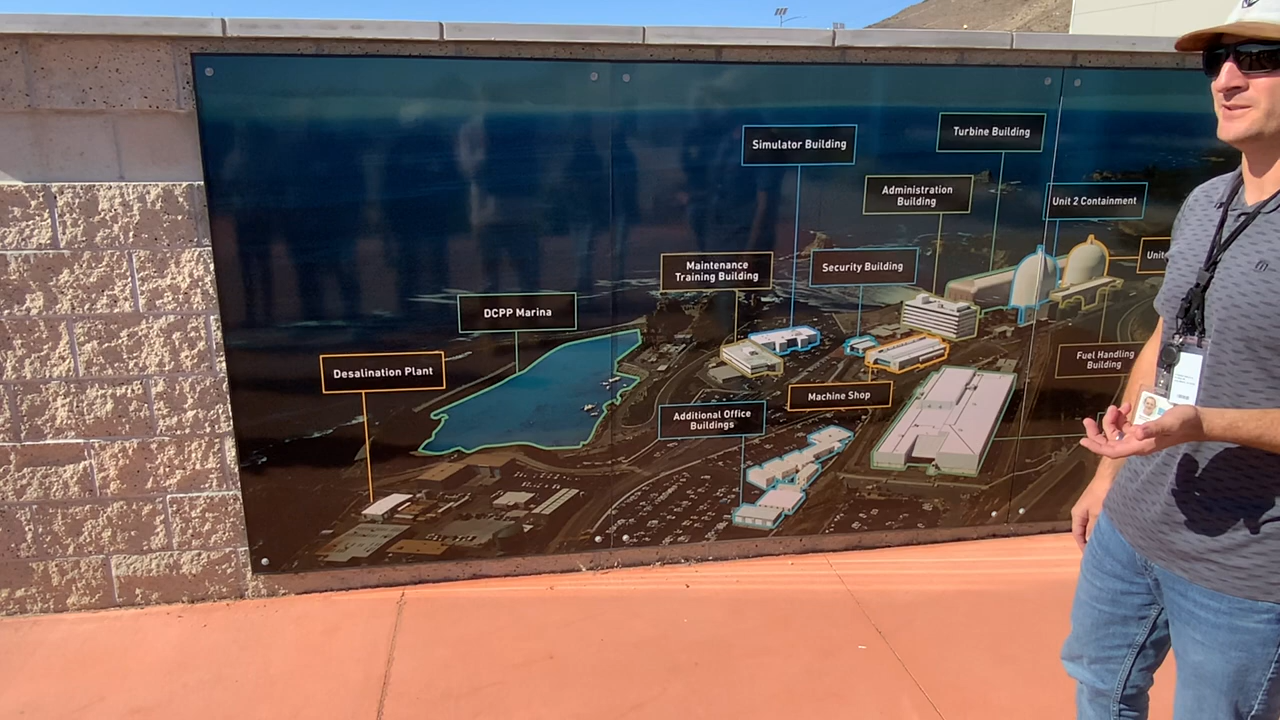 Turbine Building
Simulator Building
Administration
Building
Unit 2 Containment
Maintenance
Training Building
Security Building
DCPP Marina
Fuel Handling
Building
Desalination Plant
Machine Shop
Additional Office
Buildings